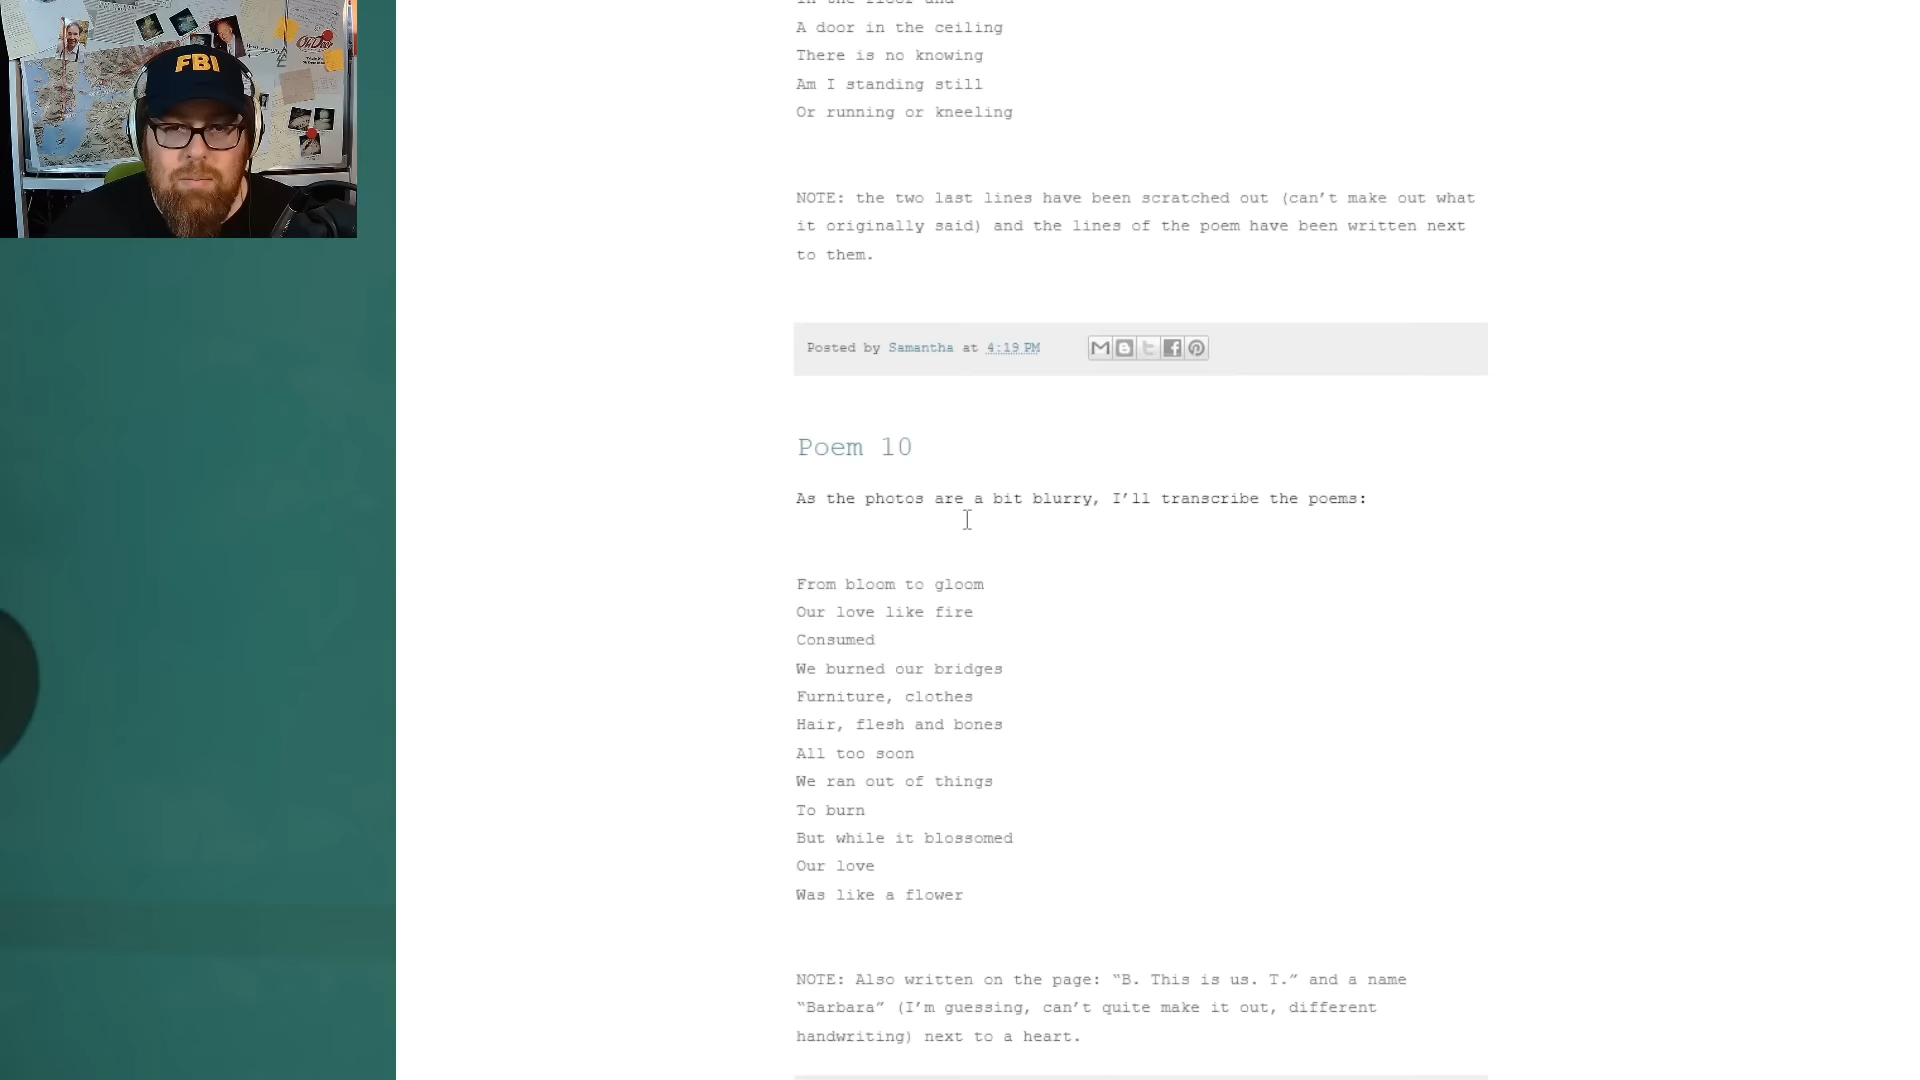 FBI
A door in the ceiling
There is no knowing
Am I standing still
Or running or kneeling
NOTE: the two last lines have been scratched out (can’t make out what
it originally said) and the lines of the poem have been written next
to them.
Posted by Samantha at 4:19 PM
Poem 10
As the photos are a bit blurry, I’ll transcribe the poems:
From bloom to gloom
Our love like fire
Consumed
We burned our bridges
Furniture, clothes
Hair, flesh and bones
All too soon
We ran out of things
To burn
But while it blossomed
Our love
Was like a flower
NOTE: Also written on the page: “B. This is us. T.” and a name
“Barbara” (I’m guessing, can’t quite make it out, different
handwriting) next to a heart.